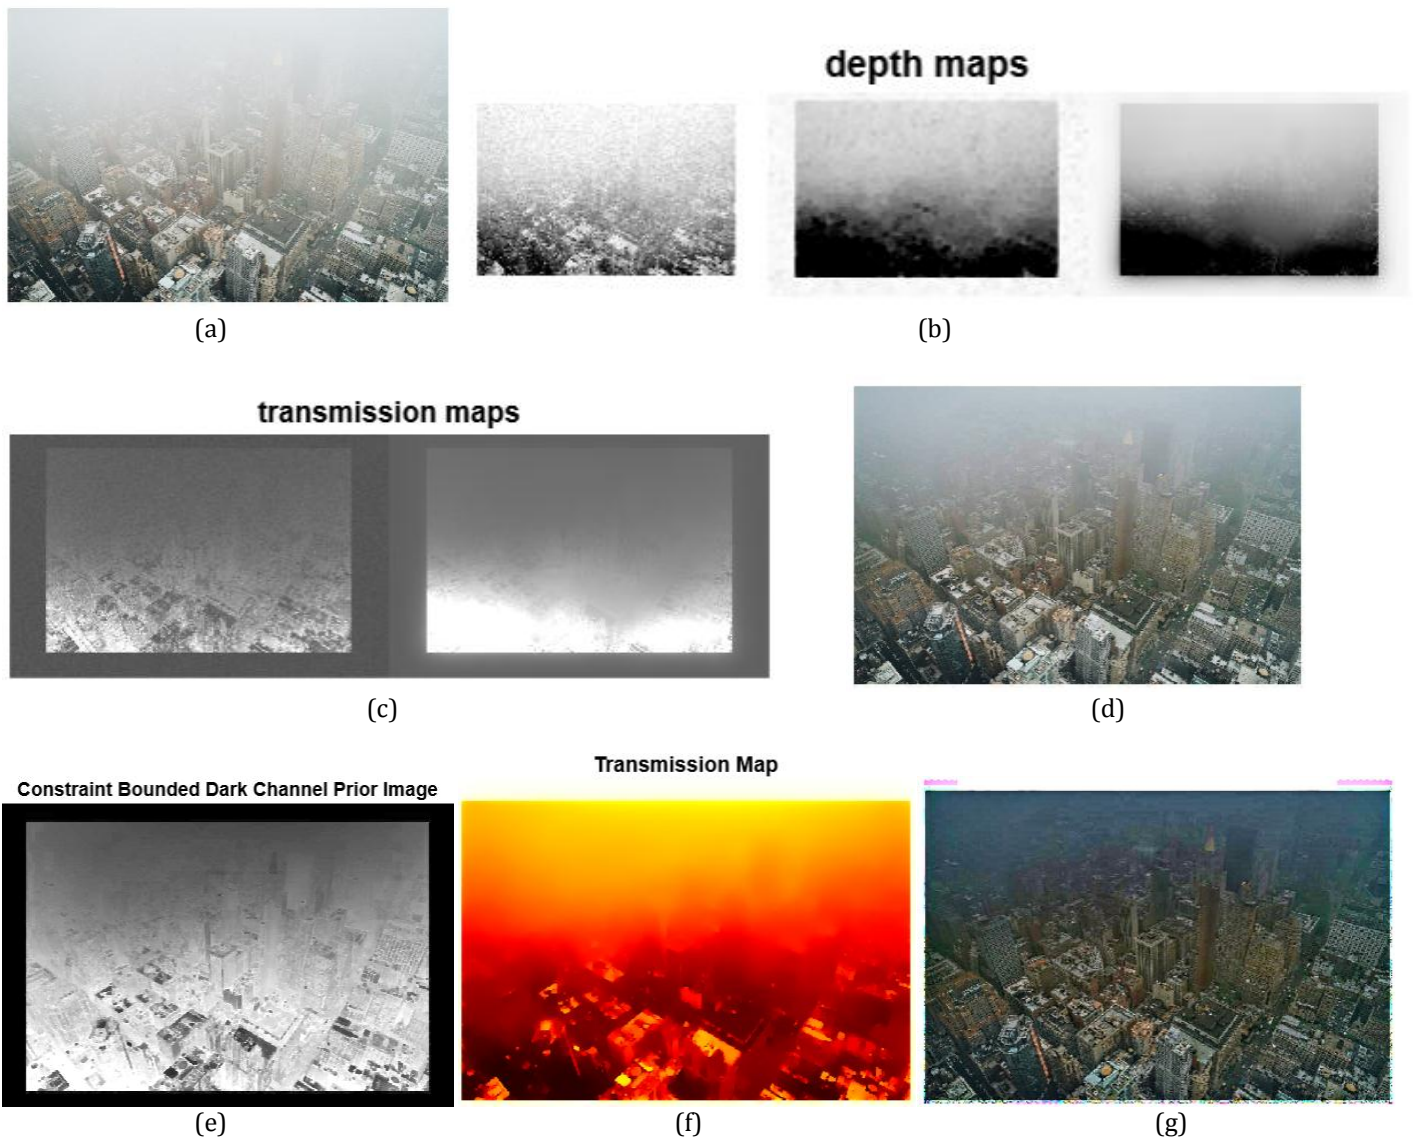 depth maps
(a)
(b)
transmission maps
(c)
(d)
Constraint Bounded Dark Channel Prior Image
Transmission Map
(e)
(f)
(g)